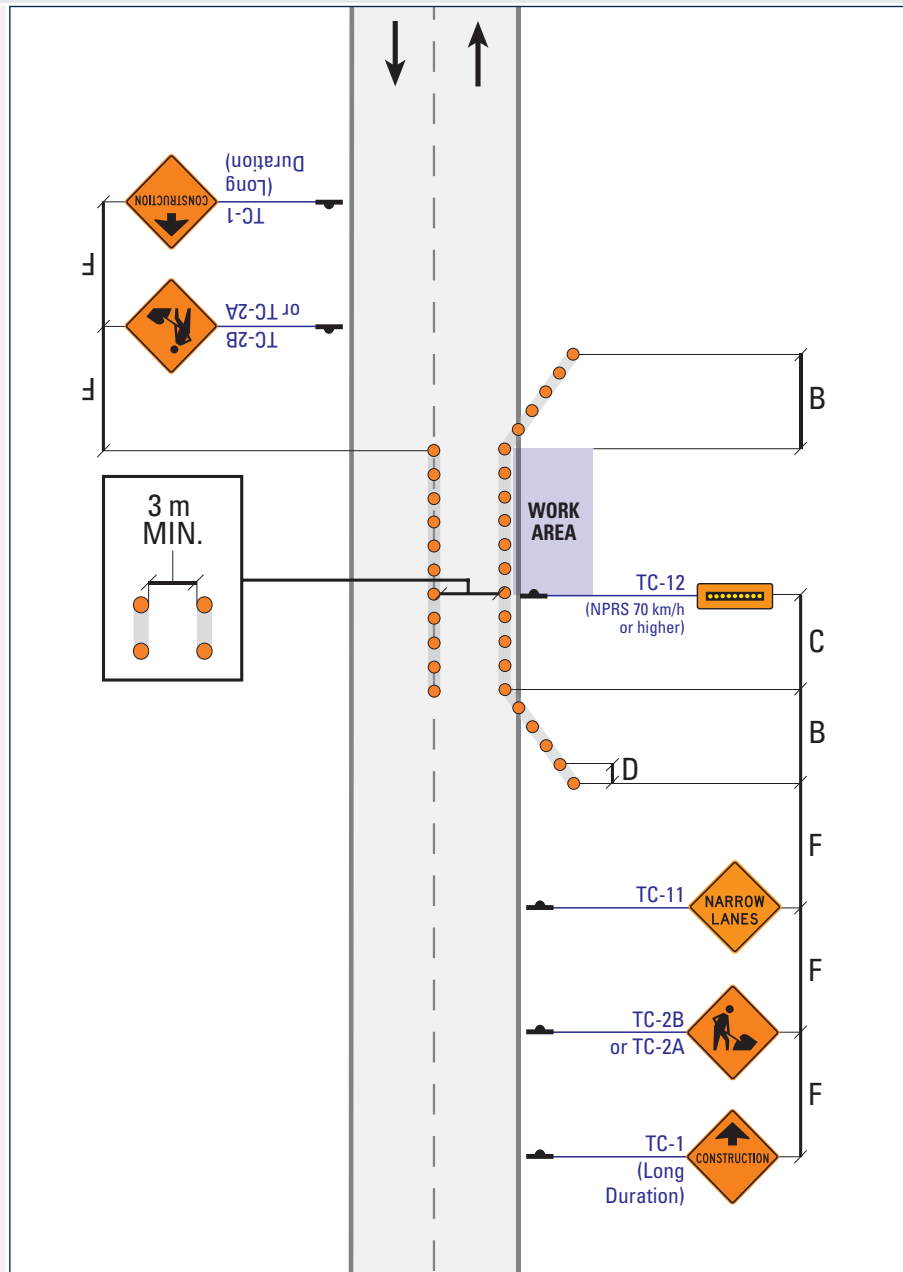 TC-1
(Long
Duration)
CONSTRUCTION
F
TC-2B
or TC-2A
F
B
3 m
MIN.
WORK
AREA
TC-12
(NPRS 70 km/h
or higher)
C
B
D
F
TC-11
NARROW
LANES
F
TC-2B
or TC-2A
F
TC-1
(Long
Duration)
CONSTRUCTION